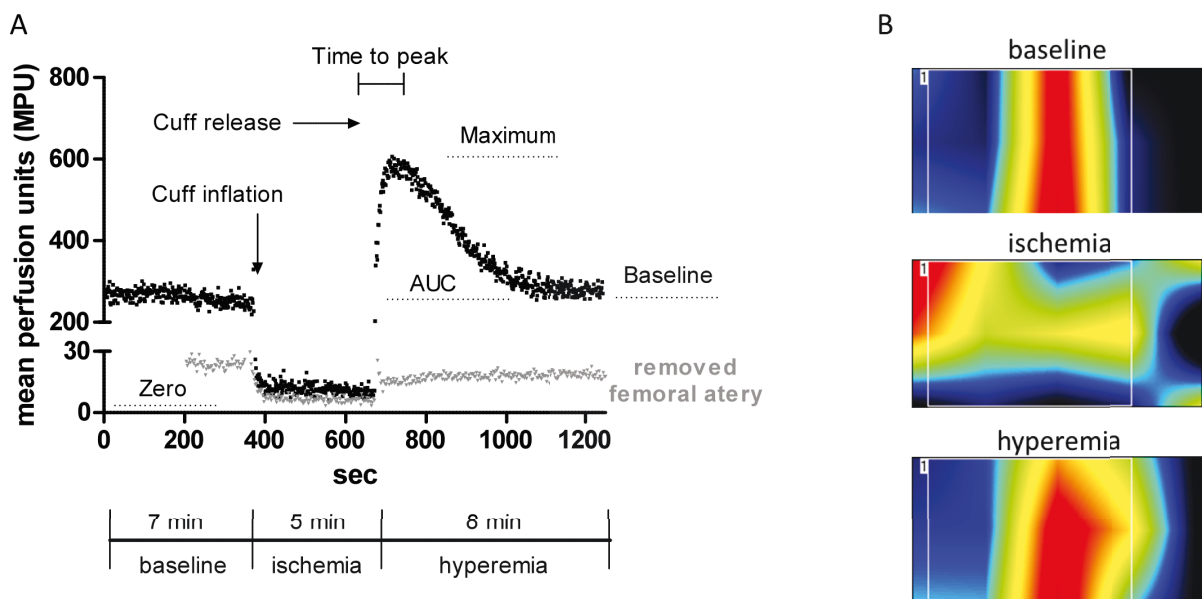 A
Time to peak
800
Cuff release
Maximum
600
Cuff inflation
400
AUC
Baseline
200
30
Zero
removed
femoral atery
0
mean perfusion units (MPU)
0 200 400 600 800 1000 1200
sec
7 min 5 min 8 min
baseline ischemia hyperemia
B
baseline
1
ischemia
1
hyperemia
1